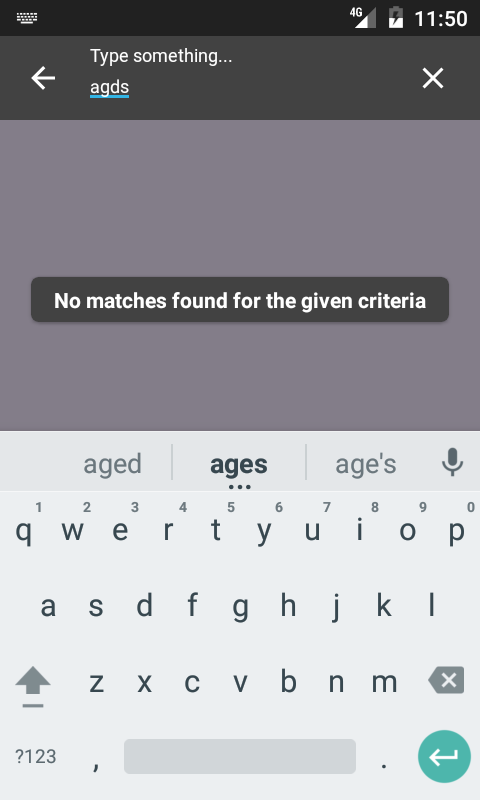 4G 11:50
Type something...
agds
No matches found for the given criteria
aged ages age's
1 2 3 4 5 6 7 8 9 0
q w e r t y u i o p
a s d f g h j k l
z x c v b n m
?123 , .